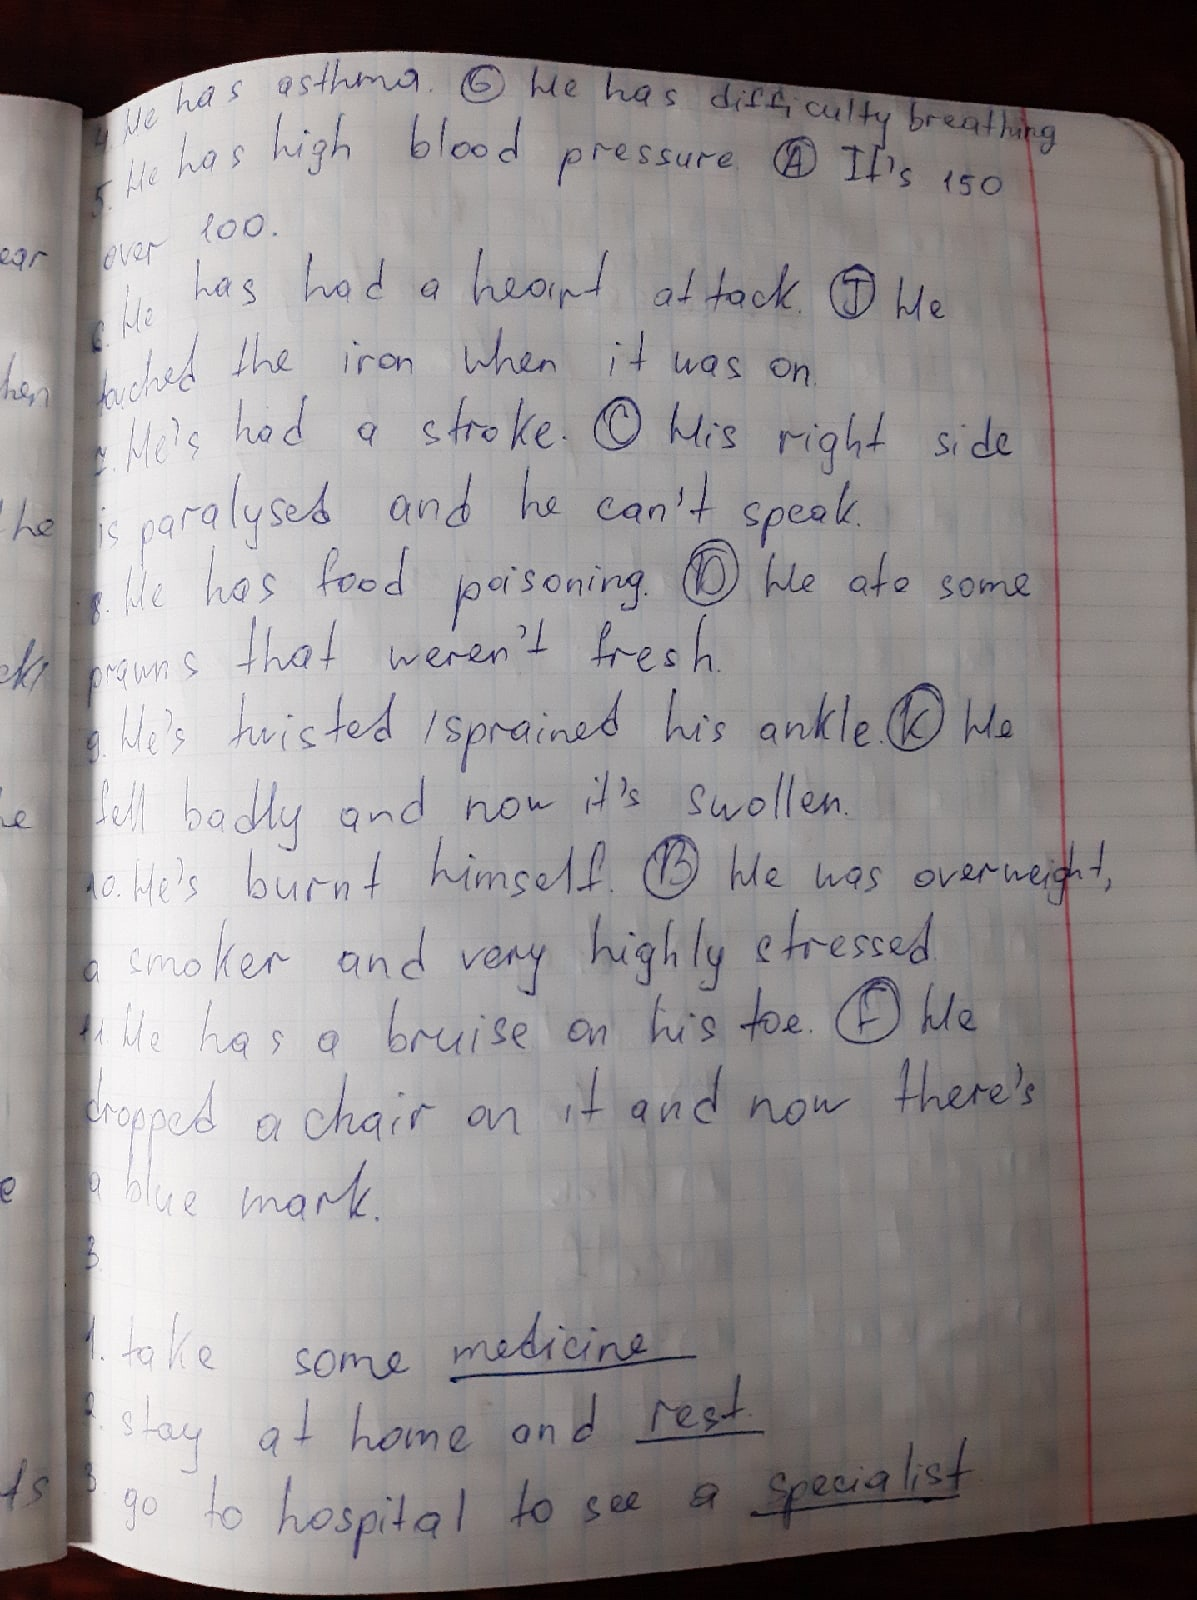 4. He has asthma. G He has difficulty breathing
5. He has high blood pressure A It's 150
over 100.
6. He has had a heart attack. J He
touched the iron when it was on.
7. He's had a stroke. C His right side
is paralysed and he can't speak.
8. He has food poisoning. D He ate some
prawns that weren't fresh.
9. He's twisted /sprained his ankle. K He
fell badly and now it's swollen.
10. He's burnt himself. B He was overweight,
a smoker and very highly stressed
11. He has a bruise on his toe. F He
dropped a chair on it and now there's
a blue mark.
3
1. take some medicine
2. stay at home and rest.
3. go to hospital to see a specialist
ear
the